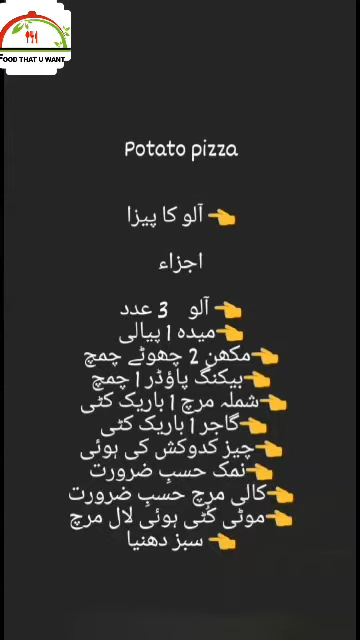 FOOD THAT U WANT
Potato pizza
👈 آلو کا پیزا
اجزاء
👈 آلو 3 عدد
👈میدہ 1 پیالی
👈مکھن 2 چھوٹے چمچ
👈بیکنگ پاؤڈر 1 چمچ
👈شملہ مرچ 1 باریک کٹی
👈گاجر 1 باریک کٹی
👈چیز کدوکش کی ہوئی
👈نمک حسبِ ضرورت
👈کالی مرچ حسبِ ضرورت
👈موٹی کُٹی ہوئی لال مرچ
👈 سبز دھنیا